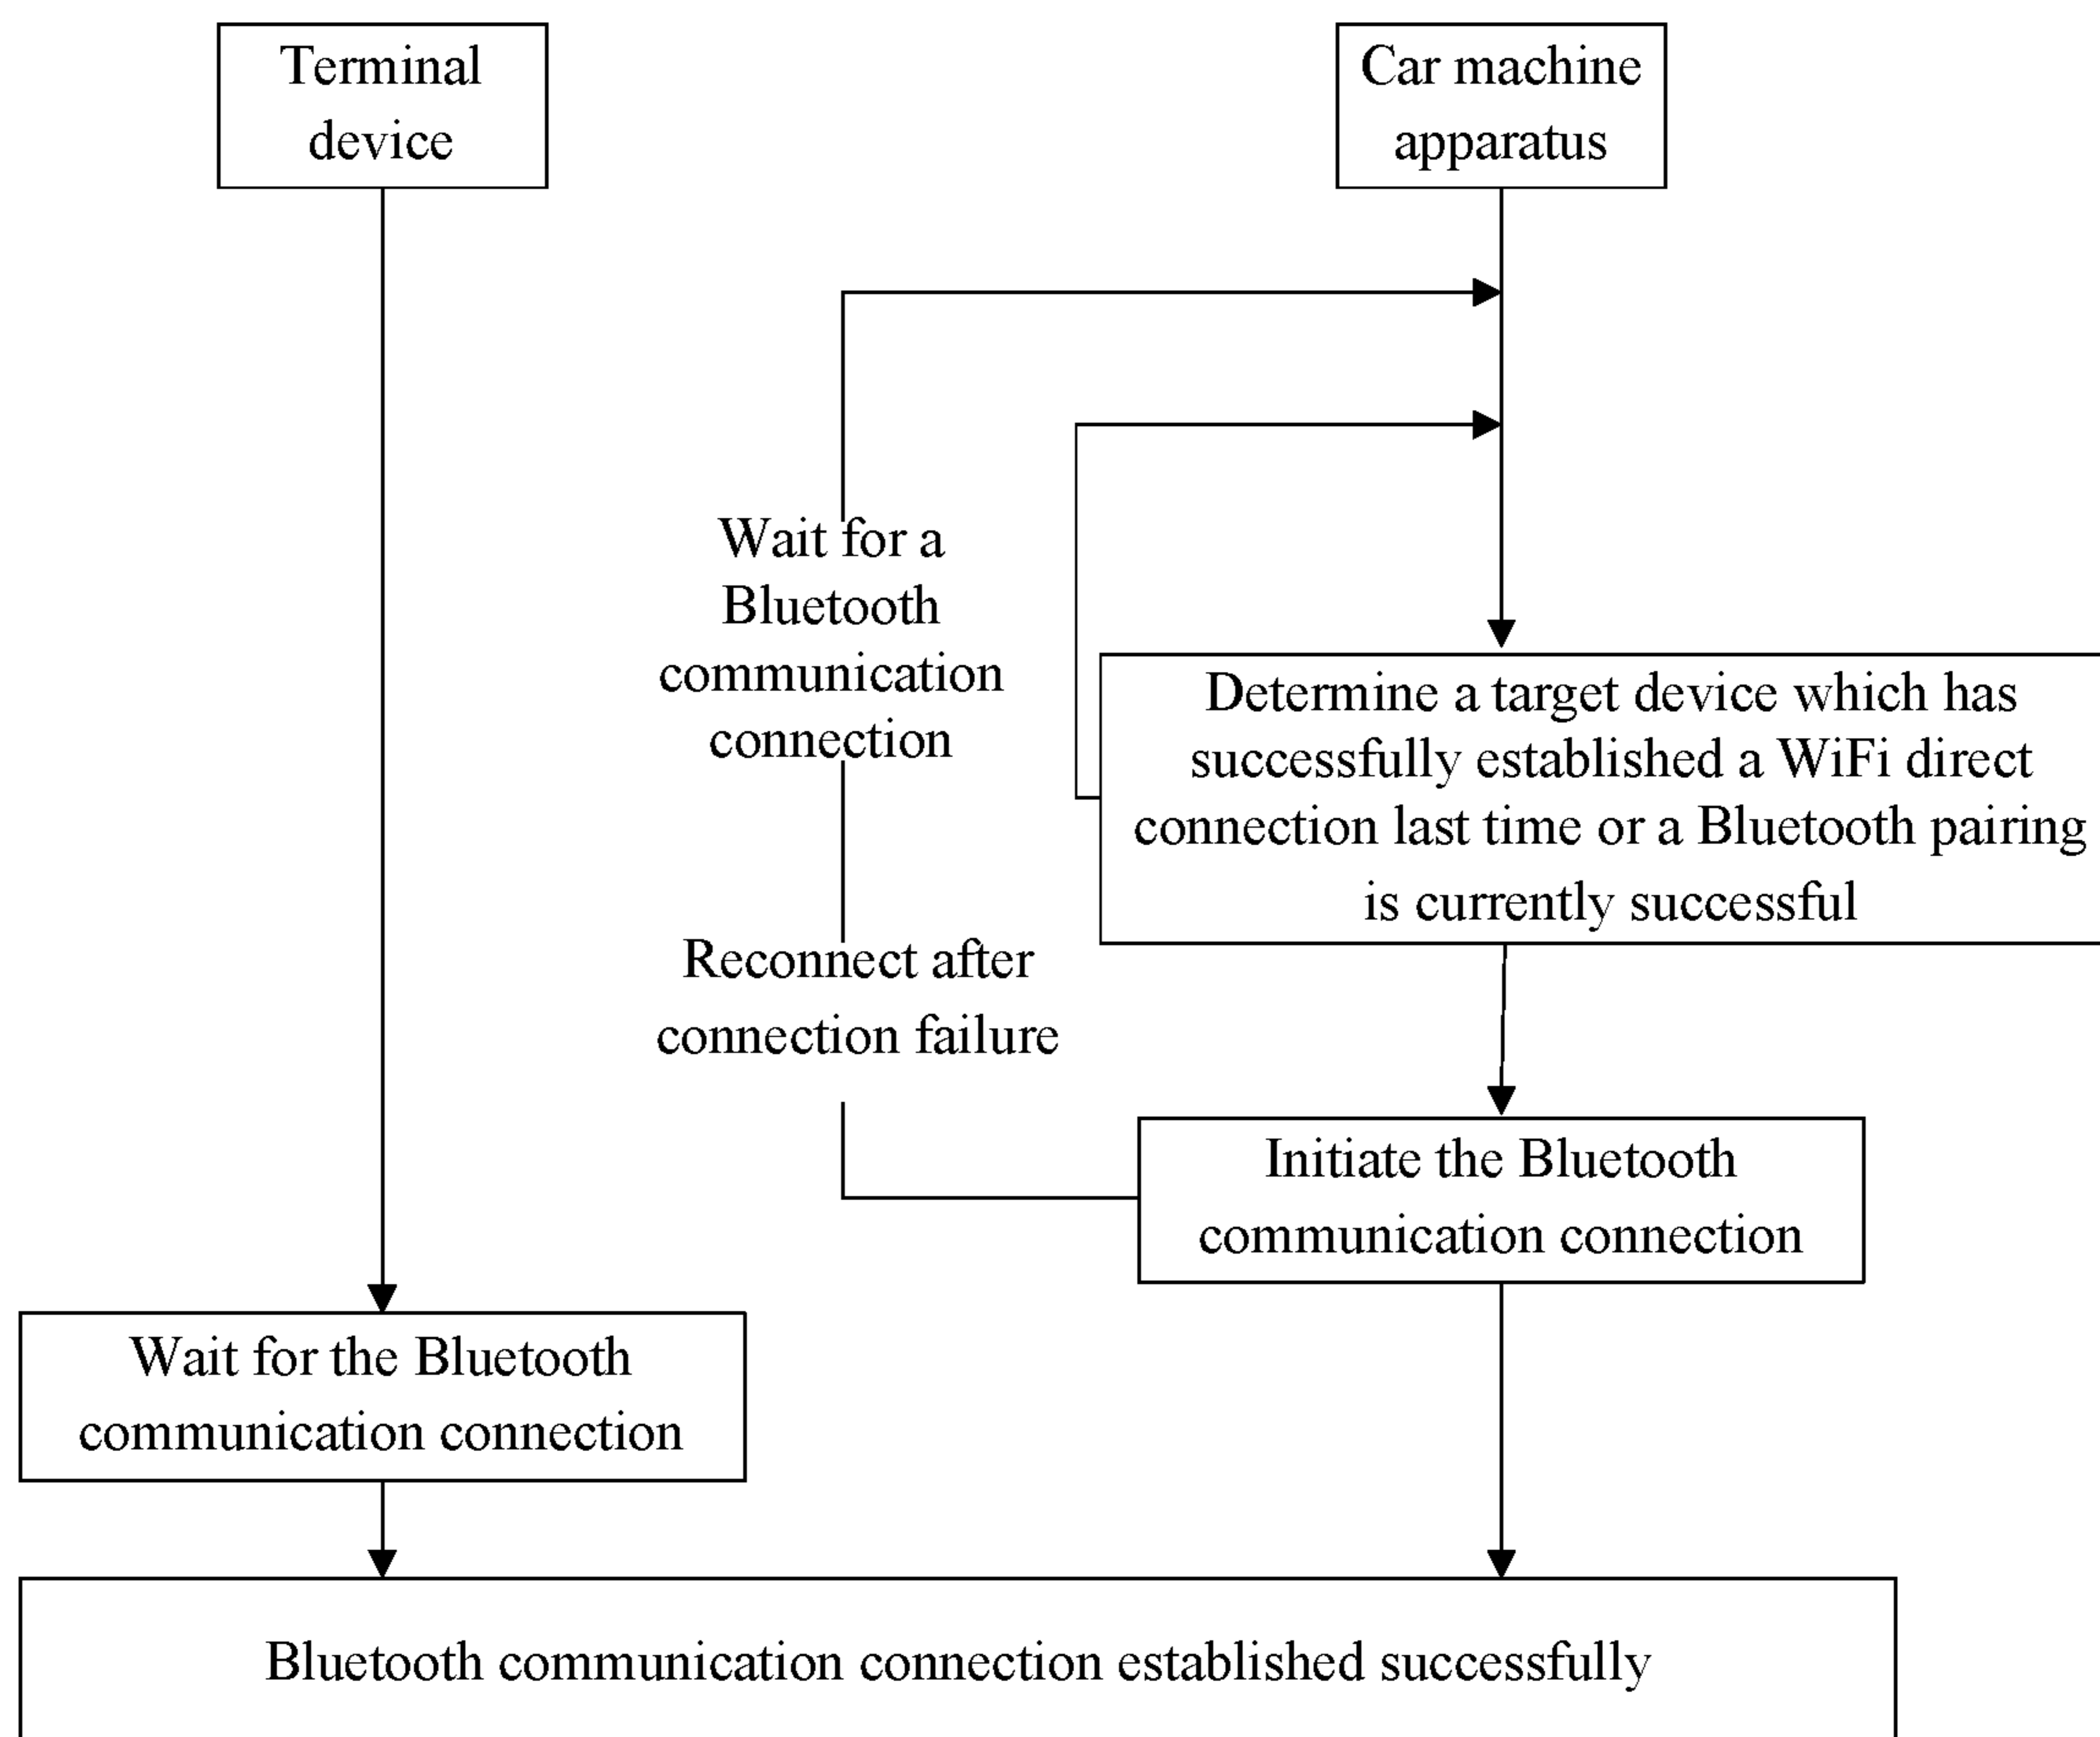 Terminal
device
Car machine
apparatus
Wait for a
Bluetooth
communication
connection
Determine a target device which has
successfully established a WiFi direct
connection last time or a Bluetooth pairing
is currently successful
Reconnect after
connection failure
Initiate the Bluetooth
communication connection
Wait for the Bluetooth
communication connection
Bluetooth communication connection established successfully